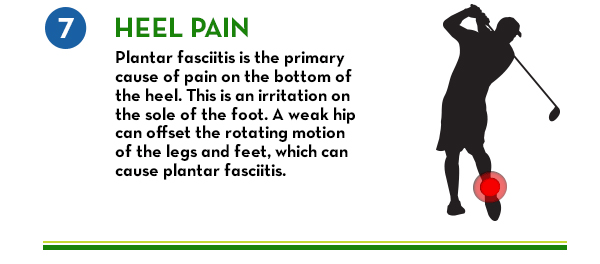 7 HEEL PAIN
Plantar fasciitis is the primary
cause of pain on the bottom of
the heel. This is an irritation on
the sole of the foot. A weak hip
can offset the rotating motion
of the legs and feet, which can
cause plantar fasciitis.